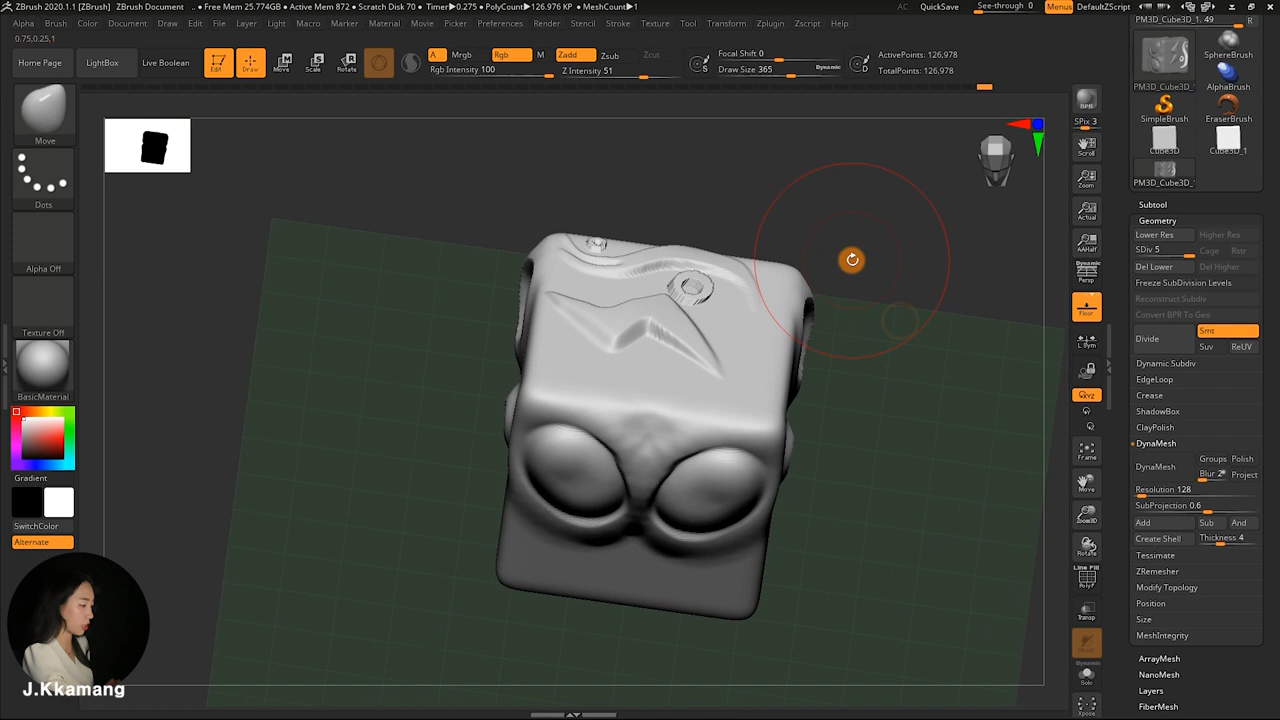 ZBrush 2020.1.1 [ZBrush] ZBrush Document .. • Free Mem 25.774GB • Active Mem 872 • Scratch Disk 70 • Timer▶0.275 • PolyCount▶126.976 KP • MeshCount▶1
AC QuickSave See-through 0 Menus DefaultZScript
Alpha Brush Color Document Draw Edit File Layer Light Macro Marker Material Movie Picker Preferences Render Stencil Stroke Texture Tool Transform Zplugin Zscript Help
0.75,0.25,1
Home Page LightBox Live Boolean
Edit Draw Move Scale Rotate
A Mrgb Rgb M Zadd Zsub Zcut
Rgb Intensity 100 Z Intensity 51
Focal Shift 0
Draw Size 365 Dynamic
S D
ActivePoints: 126,978
TotalPoints: 126,978
Move
Dots
Alpha Off
Texture Off
BasicMaterial
Gradient
SwitchColor
Alternate
J.Kkamang
BPR
SPix 3
Scroll
Zoom
Actual
AAHalf
Dynamic
Persp
Floor
L.Sym
xyz
Frame
Move
Zoom3D
Rotate
Line Fill
PolyF
Transp
Ghost
Dynamic
Solo
Xpose
PM3D_Cube3D_1. 49 R
SphereBrush
PM3D_Cube3D_
AlphaBrush
SimpleBrush EraserBrush
Cube3D Cube3D_1
PM3D_Cube3D_
Subtool
Geometry
Lower Res Higher Res
SDiv 5 Cage Rstr
Del Lower Del Higher
Freeze SubDivision Levels
Reconstruct Subdiv
Convert BPR To Geo
Divide Smt
Suv ReUV
Dynamic Subdiv
EdgeLoop
Crease
ShadowBox
ClayPolish
DynaMesh
DynaMesh Groups Polish
Blur 2 Project
Resolution 128
SubProjection 0.6
Add Sub And
Create Shell Thickness 4
Tessimate
ZRemesher
Modify Topology
Position
Size
MeshIntegrity
ArrayMesh
NanoMesh
Layers
FiberMesh